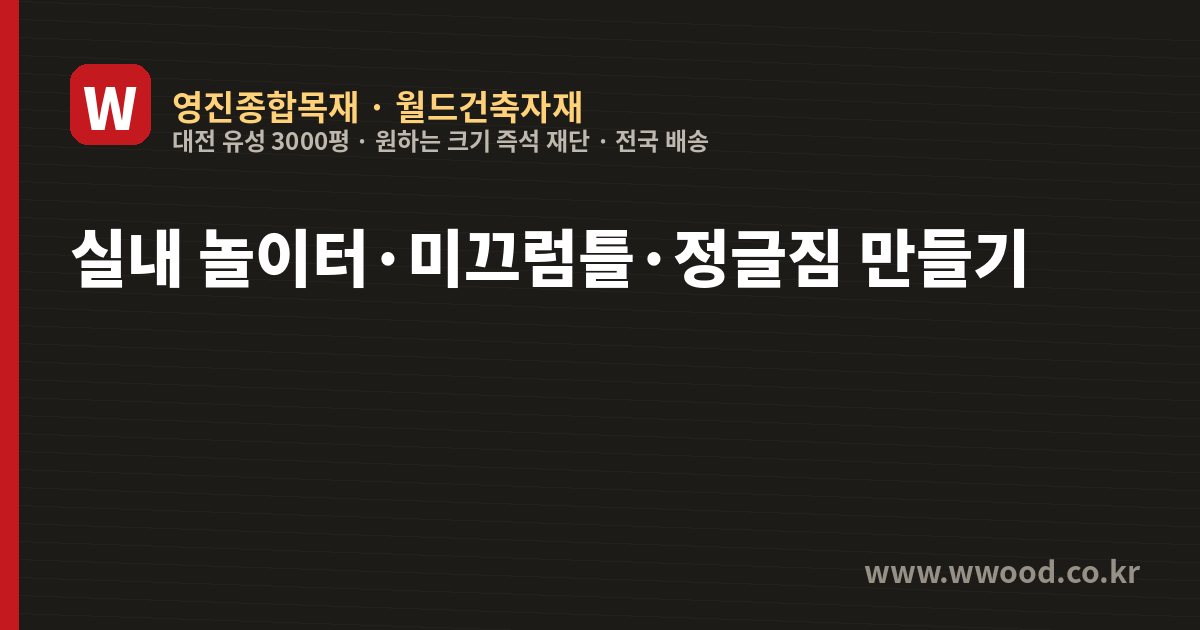 W
영진종합목재 · 월드건축자재
대전 유성 3000평 · 원하는 크기 즉석 재단 · 전국 배송
실내 놀이터·미끄럼틀·정글짐 만들기
www.wwood.co.kr